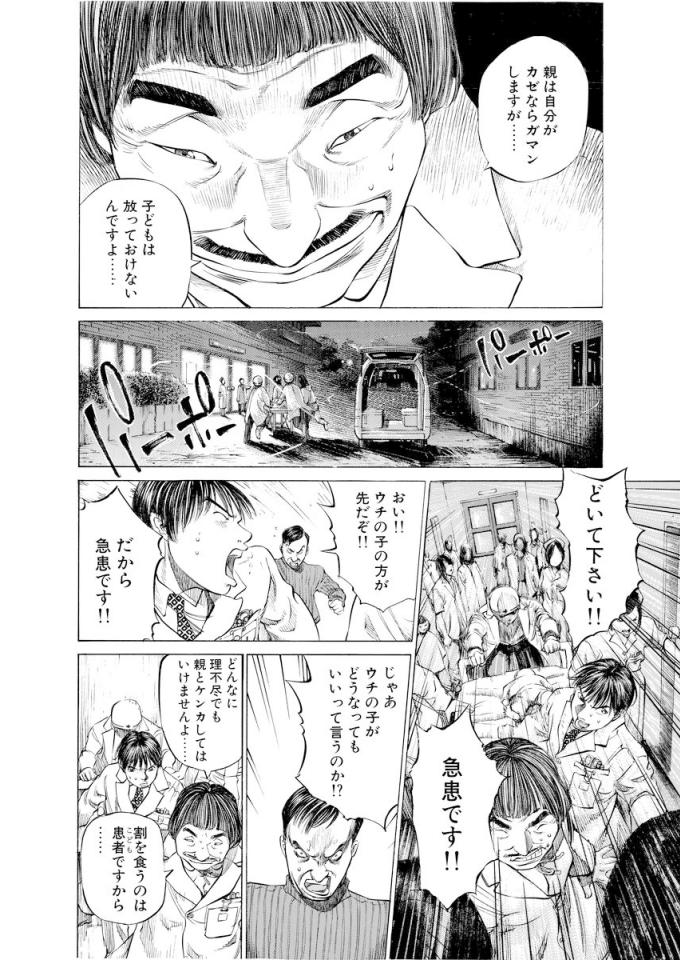 親は自分が
カゼならガマン
しますが……
子どもは
放っておけない
んですよ……
パーポー
パーポー
どいて下さい!!
急患です!!
おい!!
ウチの子の方が
先だぞ!!
だから
急患です!!
じゃあ
ウチの子が
どうなっても
いいって言うのか!?
どんなに
理不尽でも
親とケンカしては
いけませんよ……
割を食うのは
こども
患者ですから
……